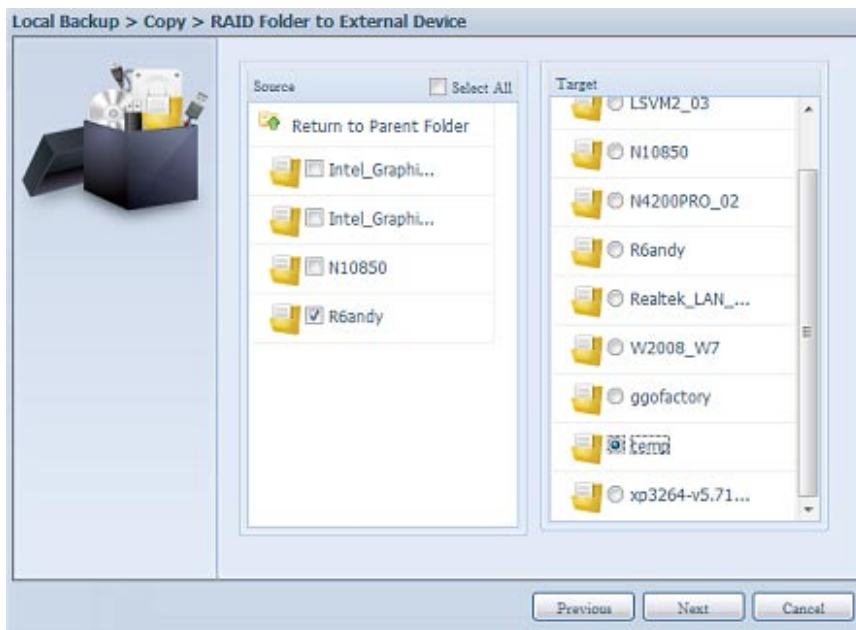 Local Backup > Copy > RAID Folder to External Device
Source
Select All
Return to Parent Folder
Intel_Graphi...
Intel_Graphi...
N10850
R6andy
Target
LSVM2_03
N10850
N4200PRO_02
R6andy
Realtek_LAN_...
W2008_W7
ggofactory
temp
xp3264-v5.71...
Previous
Next
Cancel